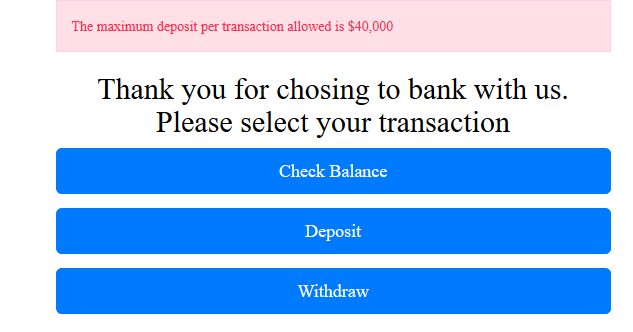 The maximum deposit per transaction allowed is $40,000
Thank you for chosing to bank with us.
Please select your transaction
Check Balance
Deposit
Withdraw